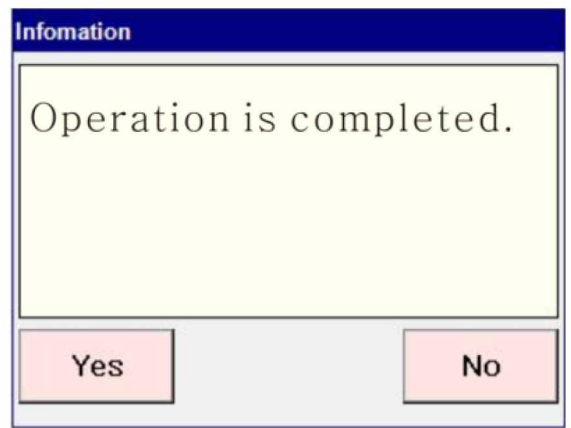 Infomation
Operation is completed.
Yes
No